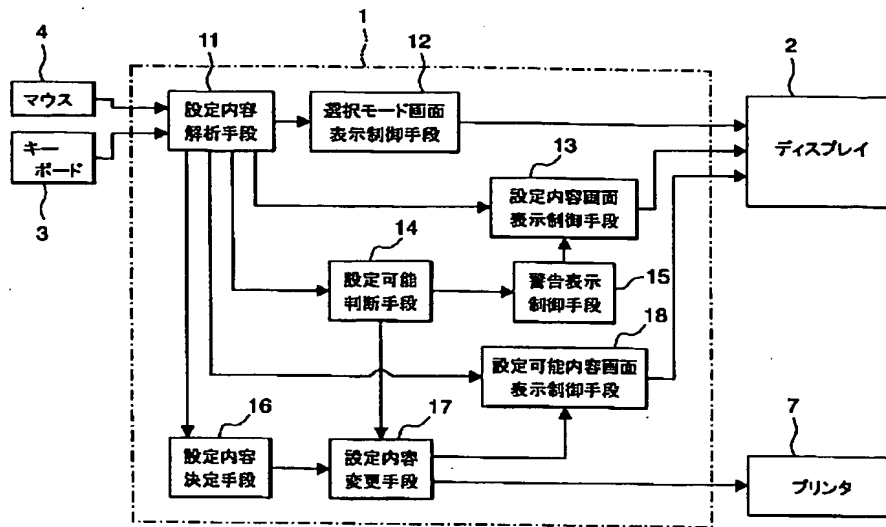 1
4
11
12
2
マウス
設定内容
解析手段
選択モード画面
表示制御手段
ディスプレイ
キー
ボード
3
13
設定内容画面
表示制御手段
14
設定可能
判断手段
警告表示
制御手段
15
18
設定可能内容画面
表示制御手段
16
17
7
設定内容
決定手段
設定内容
変更手段
プリンタ